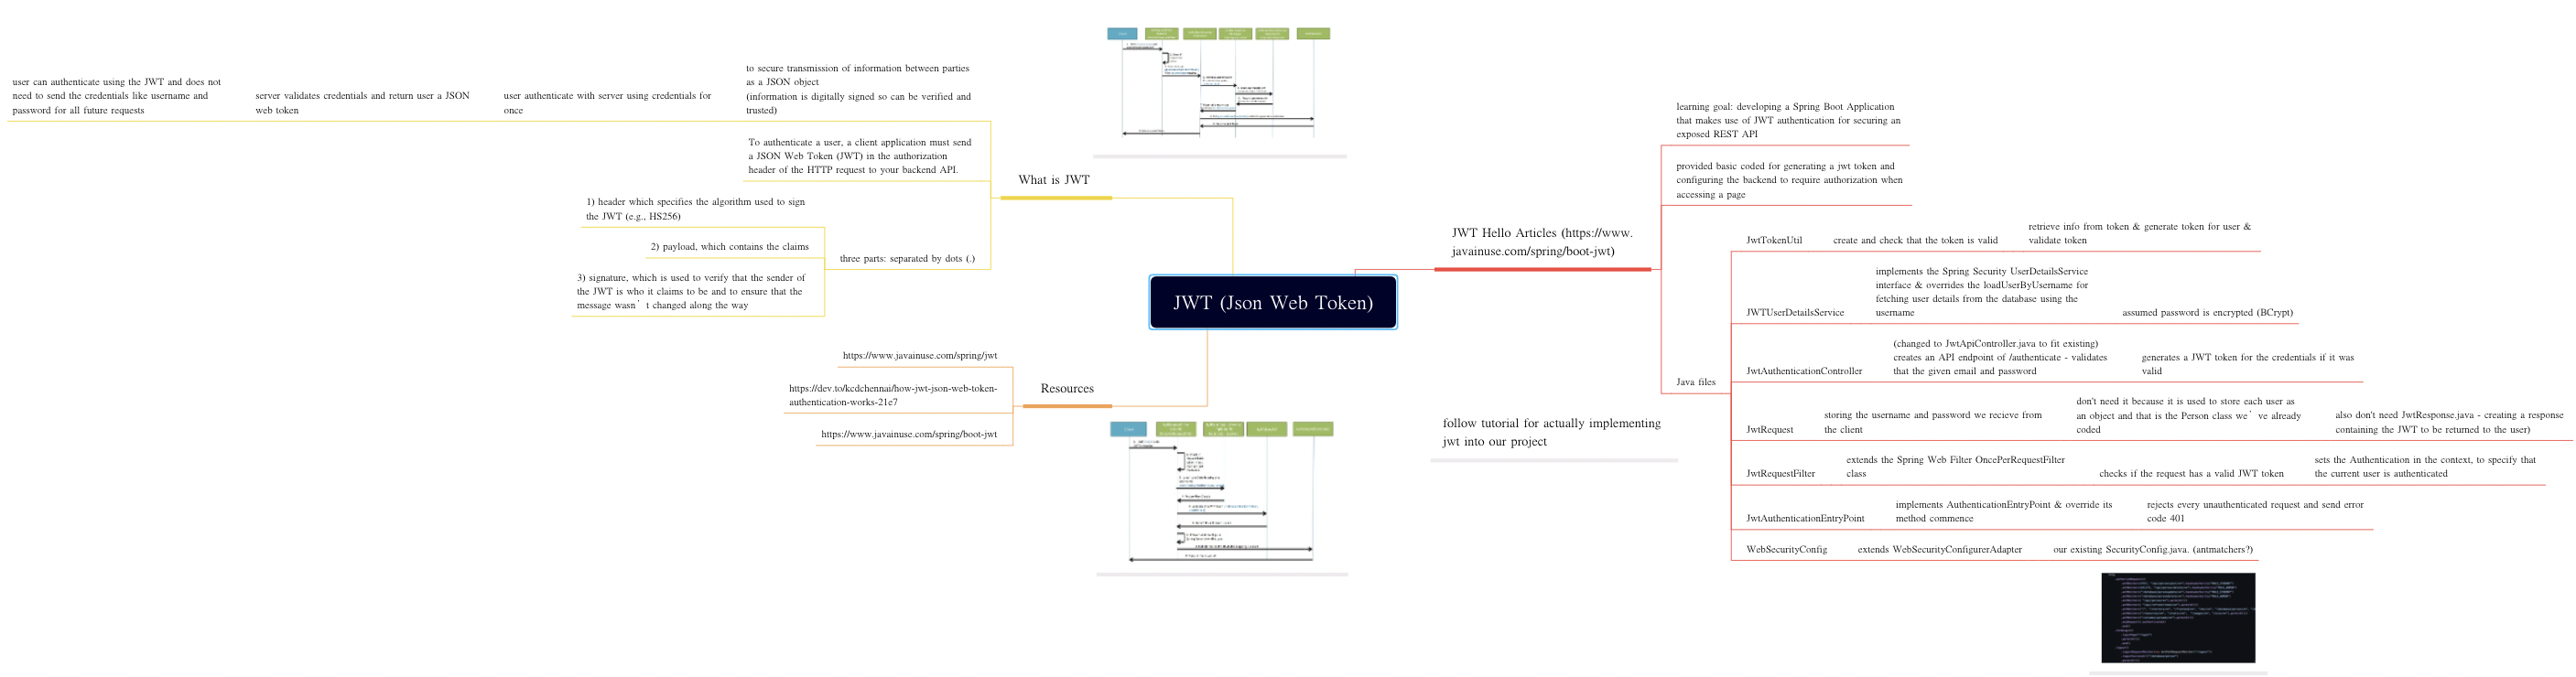 JWT (Json Web Token)
What is JWT
to secure transmission of information between parties
as a JSON object
(information is digitally signed so can be verified and
trusted)
user authenticate with server using credentials for
once
server validates credentials and return user a JSON
web token
user can authenticate using the JWT and does not
need to send the credentials like username and
password for all future requests
To authenticate a user, a client application must send
a JSON Web Token (JWT) in the authorization
header of the HTTP request to your backend API.
three parts: separated by dots (.)
1) header which specifies the algorithm used to sign
the JWT (e.g., HS256)
2) payload, which contains the claims
3) signature, which is used to verify that the sender of
the JWT is who it claims to be and to ensure that the
message wasn´t changed along the way
Resources
https://www.javainuse.com/spring/jwt
https://dev.to/kcdchennai/how-jwt-json-web-token-
authentication-works-21e7
https://www.javainuse.com/spring/boot-jwt
JWT Hello Articles (https://www.
javainuse.com/spring/boot-jwt)
learning goal: developing a Spring Boot Application
that makes use of JWT authentication for securing an
exposed REST API
provided basic coded for generating a jwt token and
configuring the backend to require authorization when
accessing a page
Java files
JwtTokenUtil
create and check that the token is valid
retrieve info from token & generate token for user &
validate token
JWTUserDetailsService
implements the Spring Security UserDetailsService
interface & overrides the loadUserByUsername for
fetching user details from the database using the
username
assumed password is encrypted (BCrypt)
JwtAuthenticationController
(changed to JwtApiController.java to fit existing)
creates an API endpoint of /authenticate - validates
that the given email and password
generates a JWT token for the credentials if it was
valid
JwtRequest
storing the username and password we recieve from
the client
don't need it because it is used to store each user as
an object and that is the Person class we´ve already
coded
also don't need JwtResponse.java - creating a response
containing the JWT to be returned to the user)
JwtRequestFilter
extends the Spring Web Filter OncePerRequestFilter
class
checks if the request has a valid JWT token
sets the Authentication in the context, to specify that
the current user is authenticated
JwtAuthenticationEntryPoint
implements AuthenticationEntryPoint & override its
method commence
rejects every unauthenticated request and send error
code 401
WebSecurityConfig
extends WebSecurityConfigurerAdapter
our existing SecurityConfig.java. (antmatchers?)
follow tutorial for actually implementing
jwt into our project